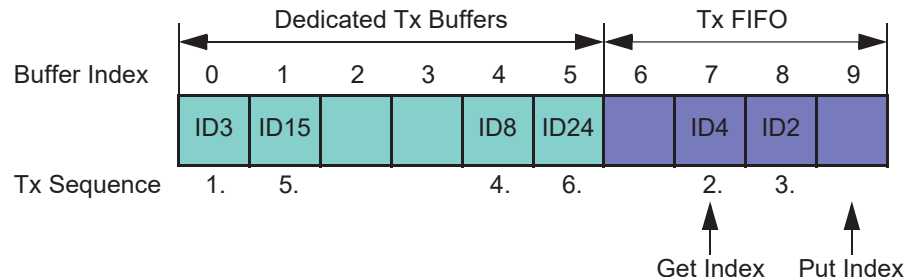 Dedicated Tx Buffers Tx FIFO
Buffer Index 0 1 2 3 4 5 6 7 8 9
ID3 ID15 ID8 ID24 ID4 ID2
Tx Sequence 1. 5. 4. 6. 2. 3.
Get Index Put Index